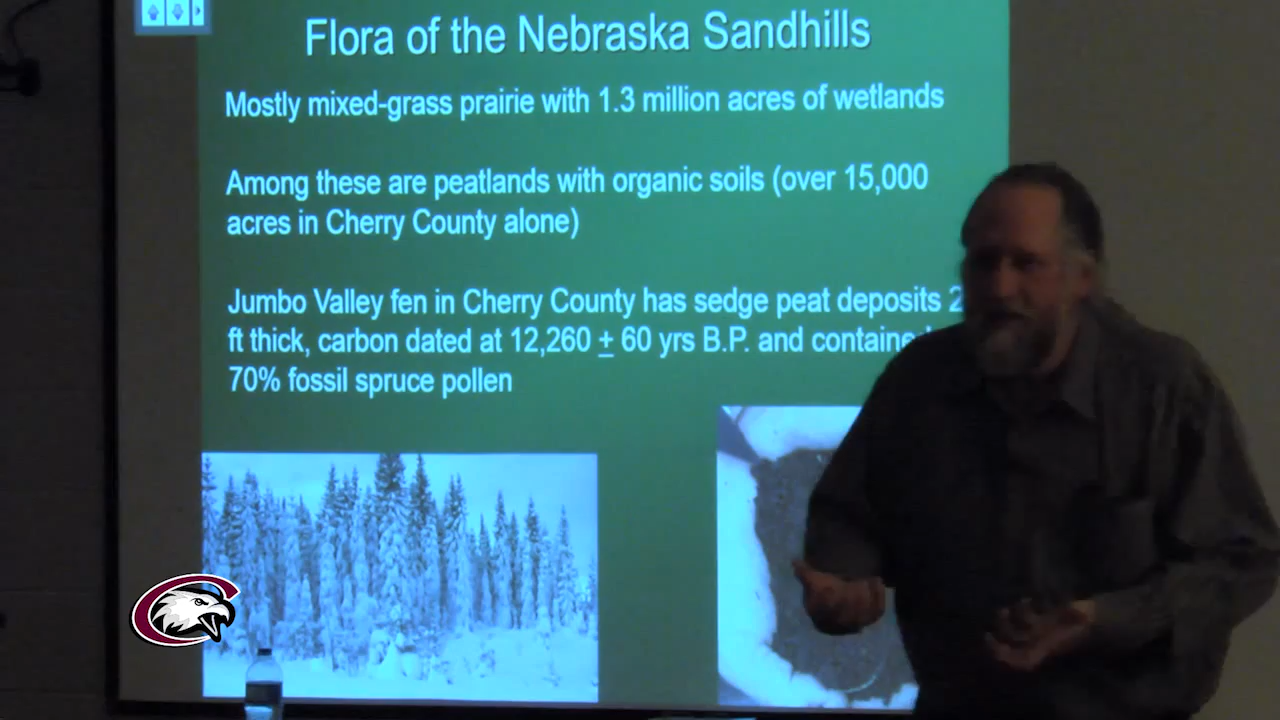 Flora of the Nebraska Sandhills
Mostly mixed-grass prairie with 1.3 million acres of wetlands
Among these are peatlands with organic soils (over 15,000
acres in Cherry County alone)
Jumbo Valley fen in Cherry County has sedge peat deposits
ft thick, carbon dated at 12,260 ± 60 yrs B.P. and
70% fossil spruce pollen